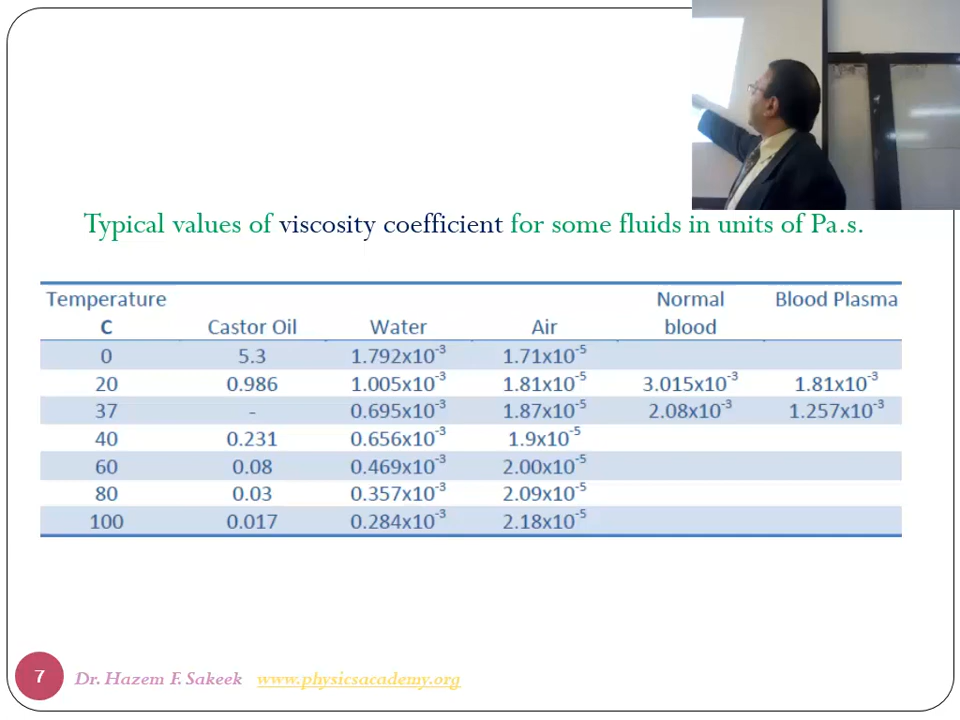 Typical values of viscosity coefficient for some fluids in units of Pa.s.
Temperature C Castor Oil Water Air Normal blood Blood Plasma
0 5.3 1.792x10⁻³ 1.71x10⁻⁵
20 0.986 1.005x10⁻³ 1.81x10⁻⁵ 3.015x10⁻³ 1.81x10⁻³
37 - 0.695x10⁻³ 1.87x10⁻⁵ 2.08x10⁻³ 1.257x10⁻³
40 0.231 0.656x10⁻³ 1.9x10⁻⁵
60 0.08 0.469x10⁻³ 2.00x10⁻⁵
80 0.03 0.357x10⁻³ 2.09x10⁻⁵
100 0.017 0.284x10⁻³ 2.18x10⁻⁵
7 Dr. Hazem F. Sakeek www.physicsacademy.org